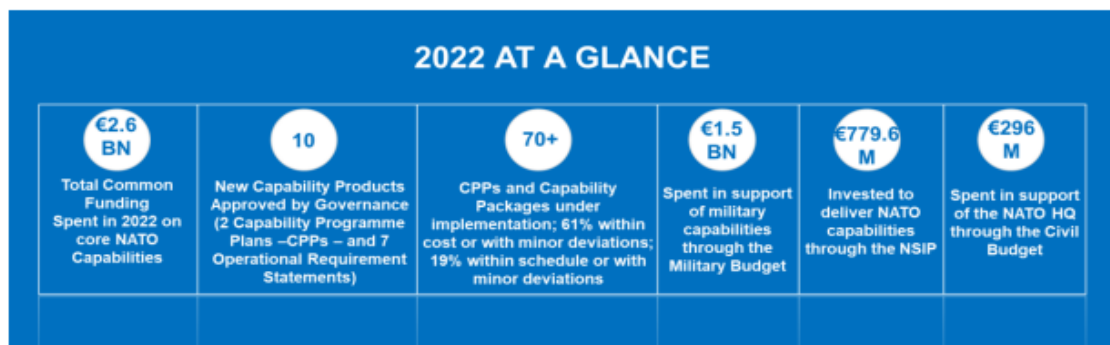 2022 AT A GLANCE
€2.6
BN
Total Common
Funding
Spent in 2022 on
core NATO
Capabilities
10
New Capability Products
Approved by Governance
(2 Capability Programme
Plans –CPPs – and 7
Operational Requirement
Statements)
70+
CPPs and Capability
Packages under
implementation; 61% within
cost or with minor deviations;
19% within schedule or with
minor deviations
€1.5
BN
Spent in support
of military
capabilities
through the
Military Budget
€779.6
M
Invested to
deliver NATO
capabilities
through the NSIP
€296
M
Spent in support
of the NATO HQ
through the Civil
Budget